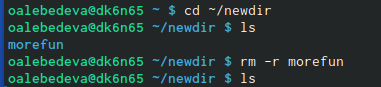 oalebedeva@dk6n65 ~ $ cd ~/newdir
oalebedeva@dk6n65 ~/newdir $ ls
morefun
oalebedeva@dk6n65 ~/newdir $ rm -r morefun
oalebedeva@dk6n65 ~/newdir $ ls